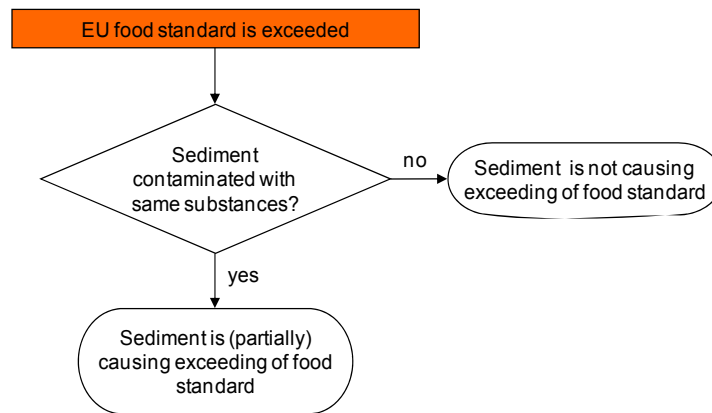 EU food standard is exceeded
Sediment
contaminated with
same substances?
no
Sediment is not causing
exceeding of food standard
yes
Sediment is (partially)
causing exceeding of food
standard